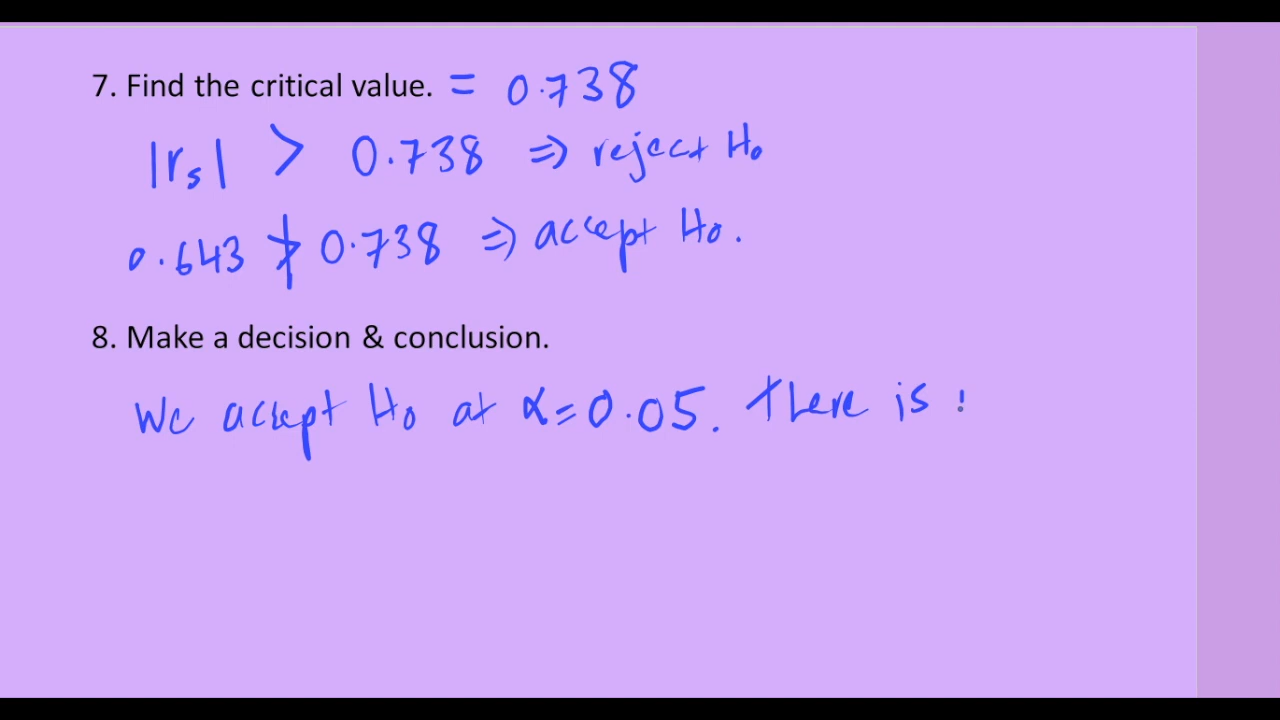 7. Find the critical value. = 0.738
|rₛ| > 0.738 ⇒ reject H₀
0.643 ≯ 0.738 ⇒ accept H₀.
8. Make a decision & conclusion.
We accept H₀ at α=0.05. There is